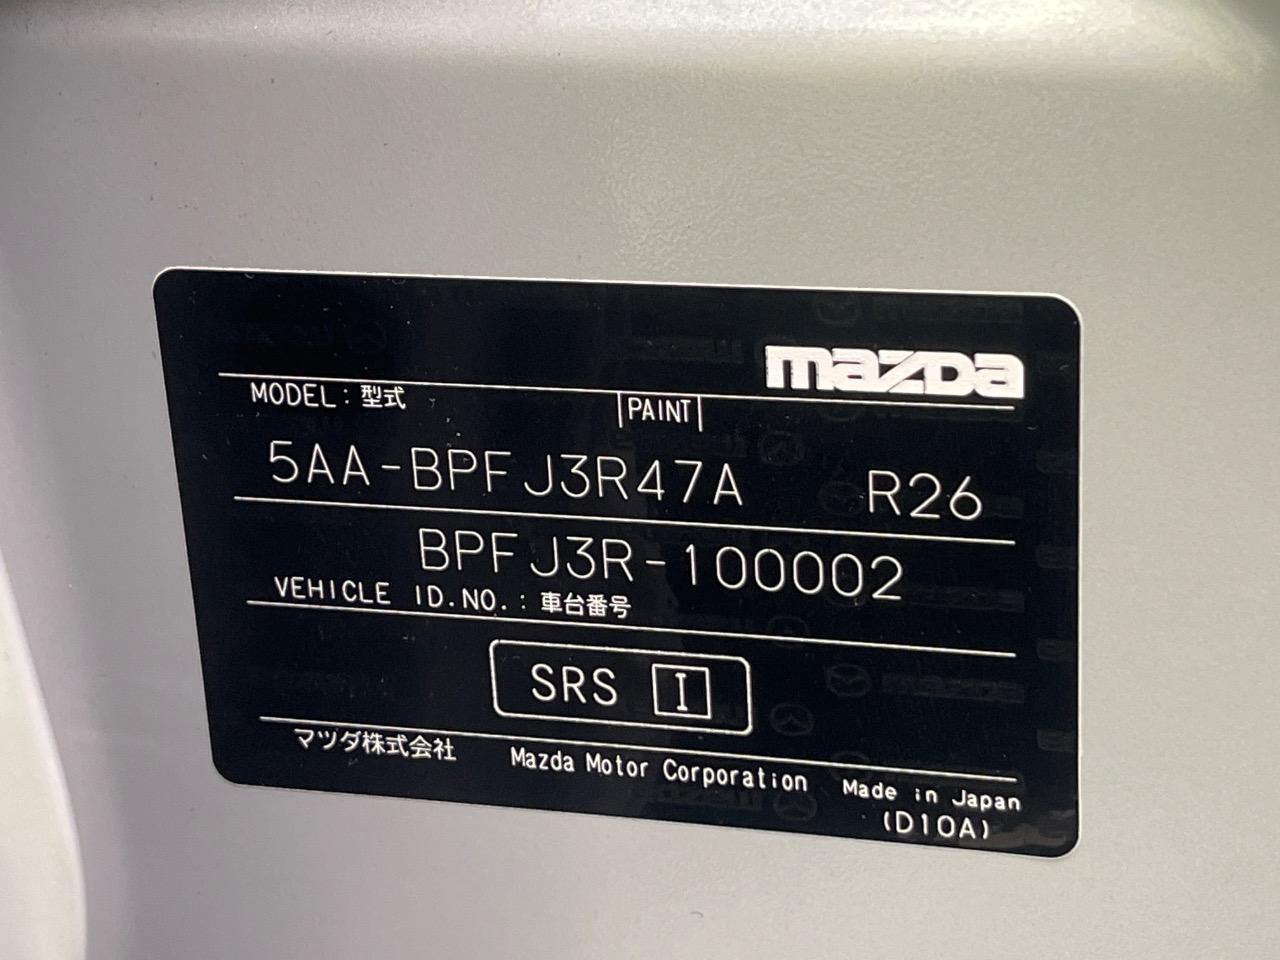 mazda
MODEL: 型式 PAINT
5AA-BPFJ3R47A R26
BPFJ3R-100002
VEHICLE ID.NO.: 車台番号
SRS I
マツダ株式会社 Mazda Motor Corporation Made in Japan
(D10A)